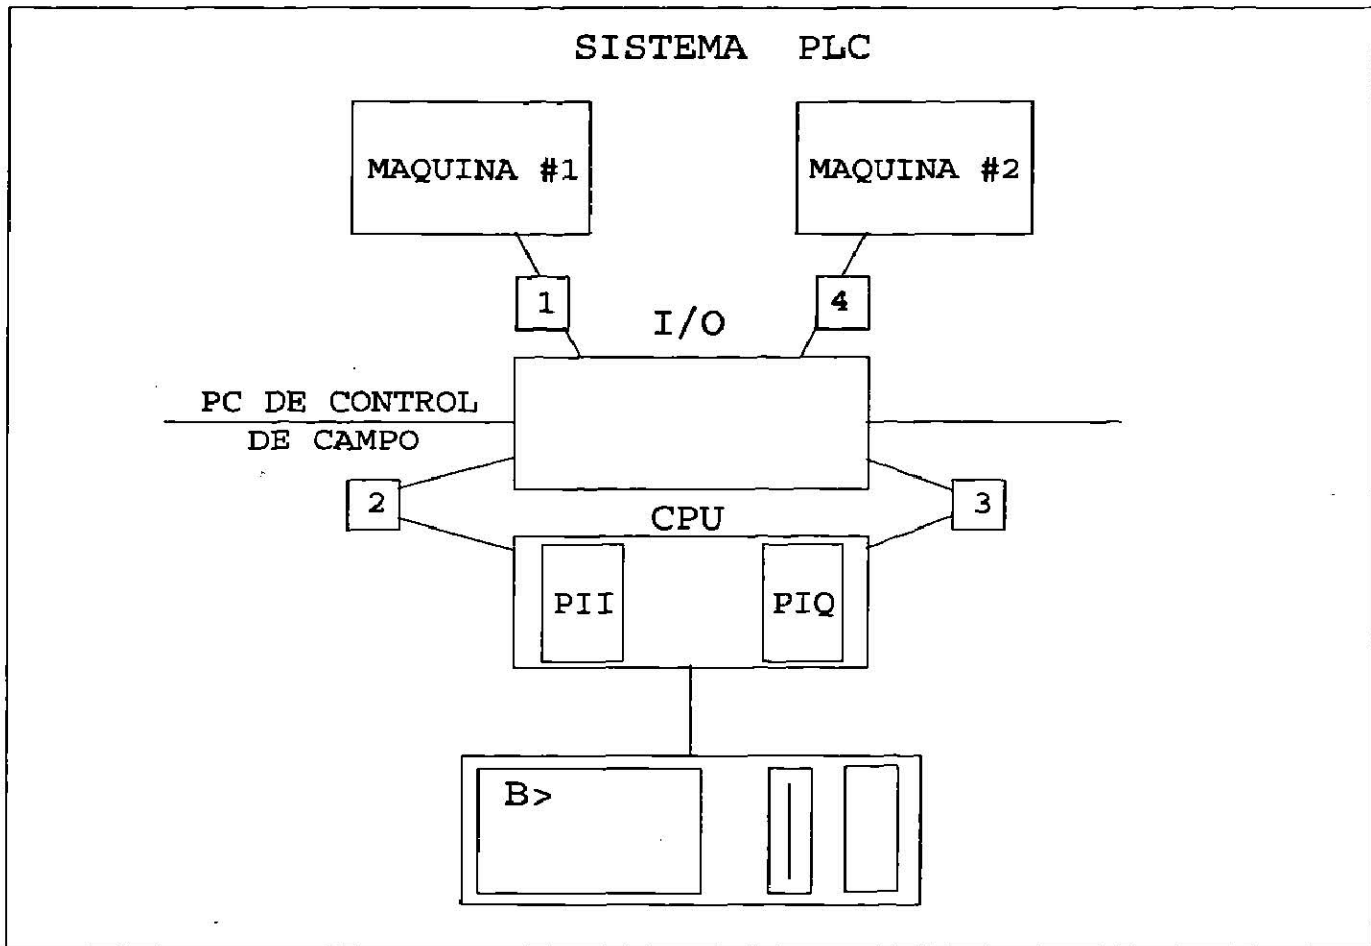 SISTEMA PLC
MAQUINA #1
MAQUINA #2
1
4
I/O
PC DE CONTROL
DE CAMPO
2
3
CPU
PII
PIQ
B>